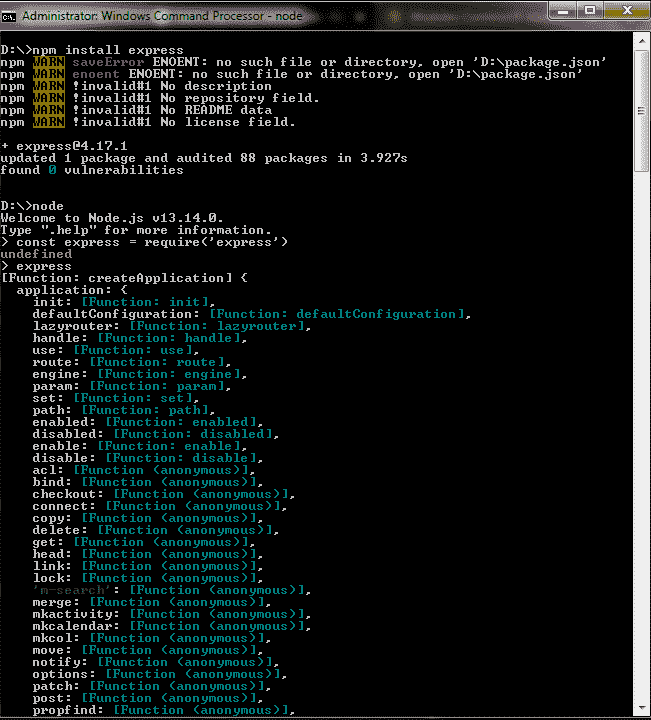 Administrator: Windows Command Processor - node
D:\>npm install express
npm WARN saveError ENOENT: no such file or directory, open 'D:\package.json'
npm WARN enoent ENOENT: no such file or directory, open 'D:\package.json'
npm WARN !invalid#1 No description
npm WARN !invalid#1 No repository field.
npm WARN !invalid#1 No README data
npm WARN !invalid#1 No license field.
+ express@4.17.1
updated 1 package and audited 88 packages in 3.927s
found 0 vulnerabilities
D:\>node
Welcome to Node.js v13.14.0.
Type ".help" for more information.
> const express = require('express')
undefined
> express
[Function: createApplication] {
  application: {
    init: [Function: init],
    defaultConfiguration: [Function: defaultConfiguration],
    lazyrouter: [Function: lazyrouter],
    handle: [Function: handle],
    use: [Function: use],
    route: [Function: route],
    engine: [Function: engine],
    param: [Function: param],
    set: [Function: set],
    path: [Function: path],
    enabled: [Function: enabled],
    disabled: [Function: disabled],
    enable: [Function: enable],
    disable: [Function: disable],
    acl: [Function (anonymous)],
    bind: [Function (anonymous)],
    checkout: [Function (anonymous)],
    connect: [Function (anonymous)],
    copy: [Function (anonymous)],
    delete: [Function (anonymous)],
    get: [Function (anonymous)],
    head: [Function (anonymous)],
    link: [Function (anonymous)],
    lock: [Function (anonymous)],
    'm-search': [Function (anonymous)],
    merge: [Function (anonymous)],
    mkactivity: [Function (anonymous)],
    mkcalendar: [Function (anonymous)],
    mkcol: [Function (anonymous)],
    move: [Function (anonymous)],
    notify: [Function (anonymous)],
    options: [Function (anonymous)],
    patch: [Function (anonymous)],
    post: [Function (anonymous)],
    propfind: [Function (anonymous)],